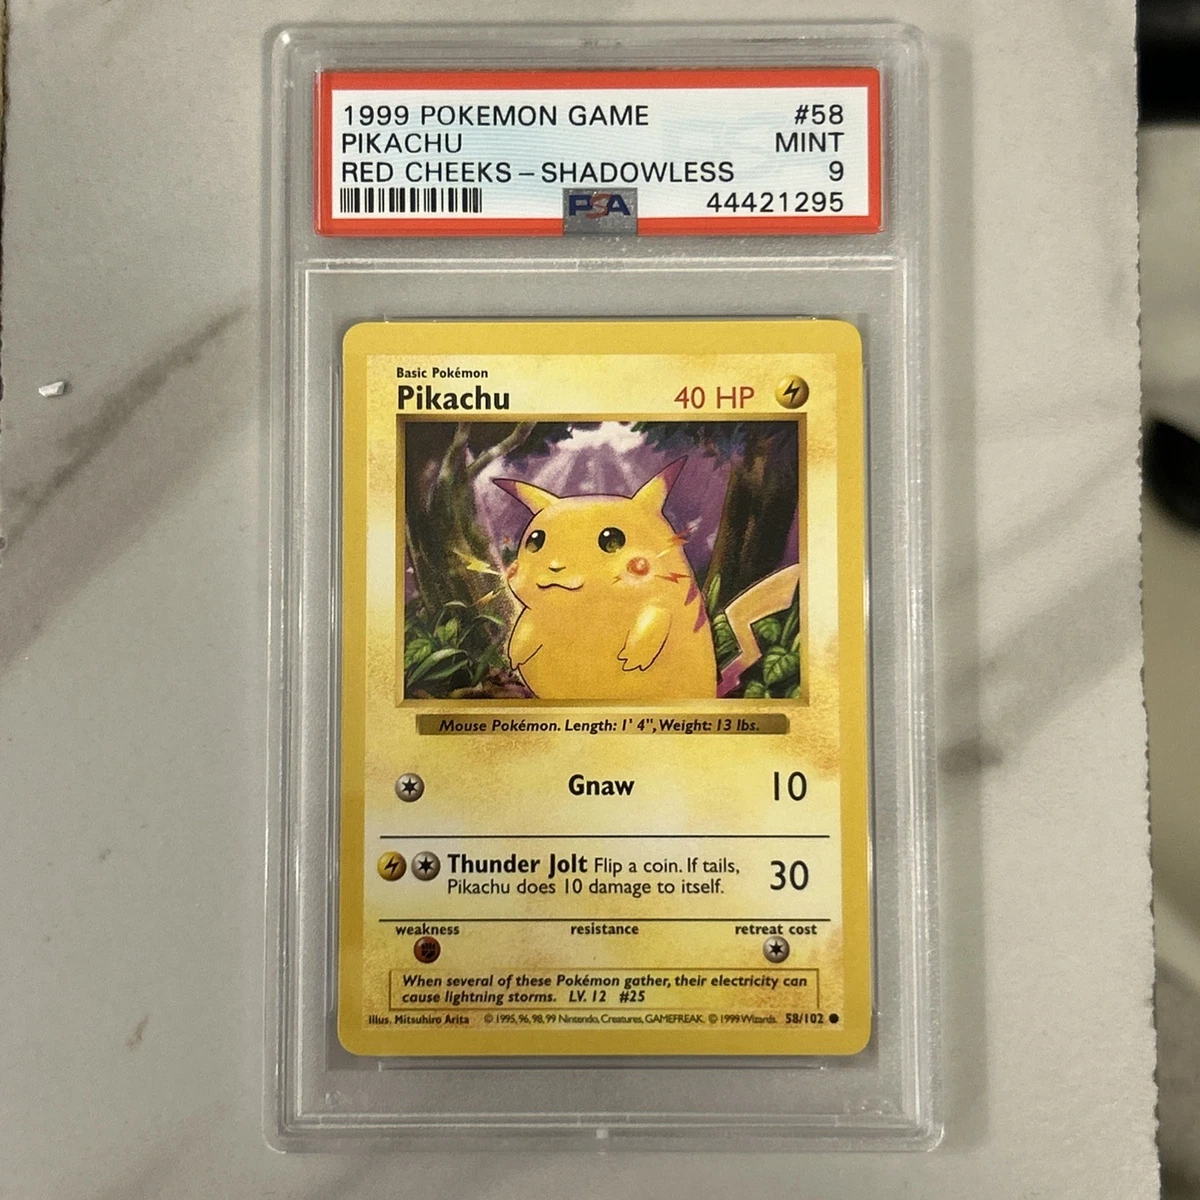 1999 POKEMON GAME #58
PIKACHU MINT
RED CHEEKS - SHADOWLESS 9
PSA 44421295
Basic Pokémon
Pikachu 40 HP
Mouse Pokémon. Length: 1' 4", Weight: 13 lbs.
Gnaw 10
Thunder Jolt Flip a coin. If tails,
Pikachu does 10 damage to itself. 30
weakness resistance retreat cost
When several of these Pokémon gather, their electricity can
cause lightning storms. LV. 12 #25
Illus. Mitsuhiro Arita © 1995, 96, 98, 99 Nintendo, Creatures, GAMEFREAK. © 1999 Wizards. 58/102